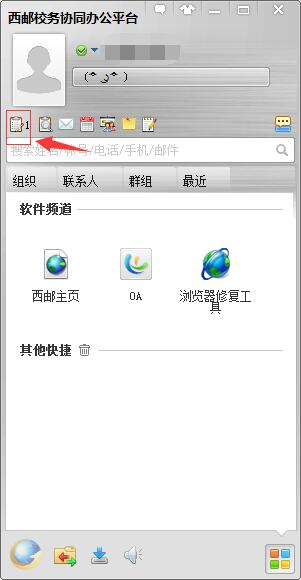 西邮校务协同办公平台
( ͡° ͜ʖ ͡° )
1
搜索姓名/帐号/电话/手机/邮件
组织 联系人 群组 最近
软件频道
西邮主页 OA 浏览器修复工
具
其他快捷